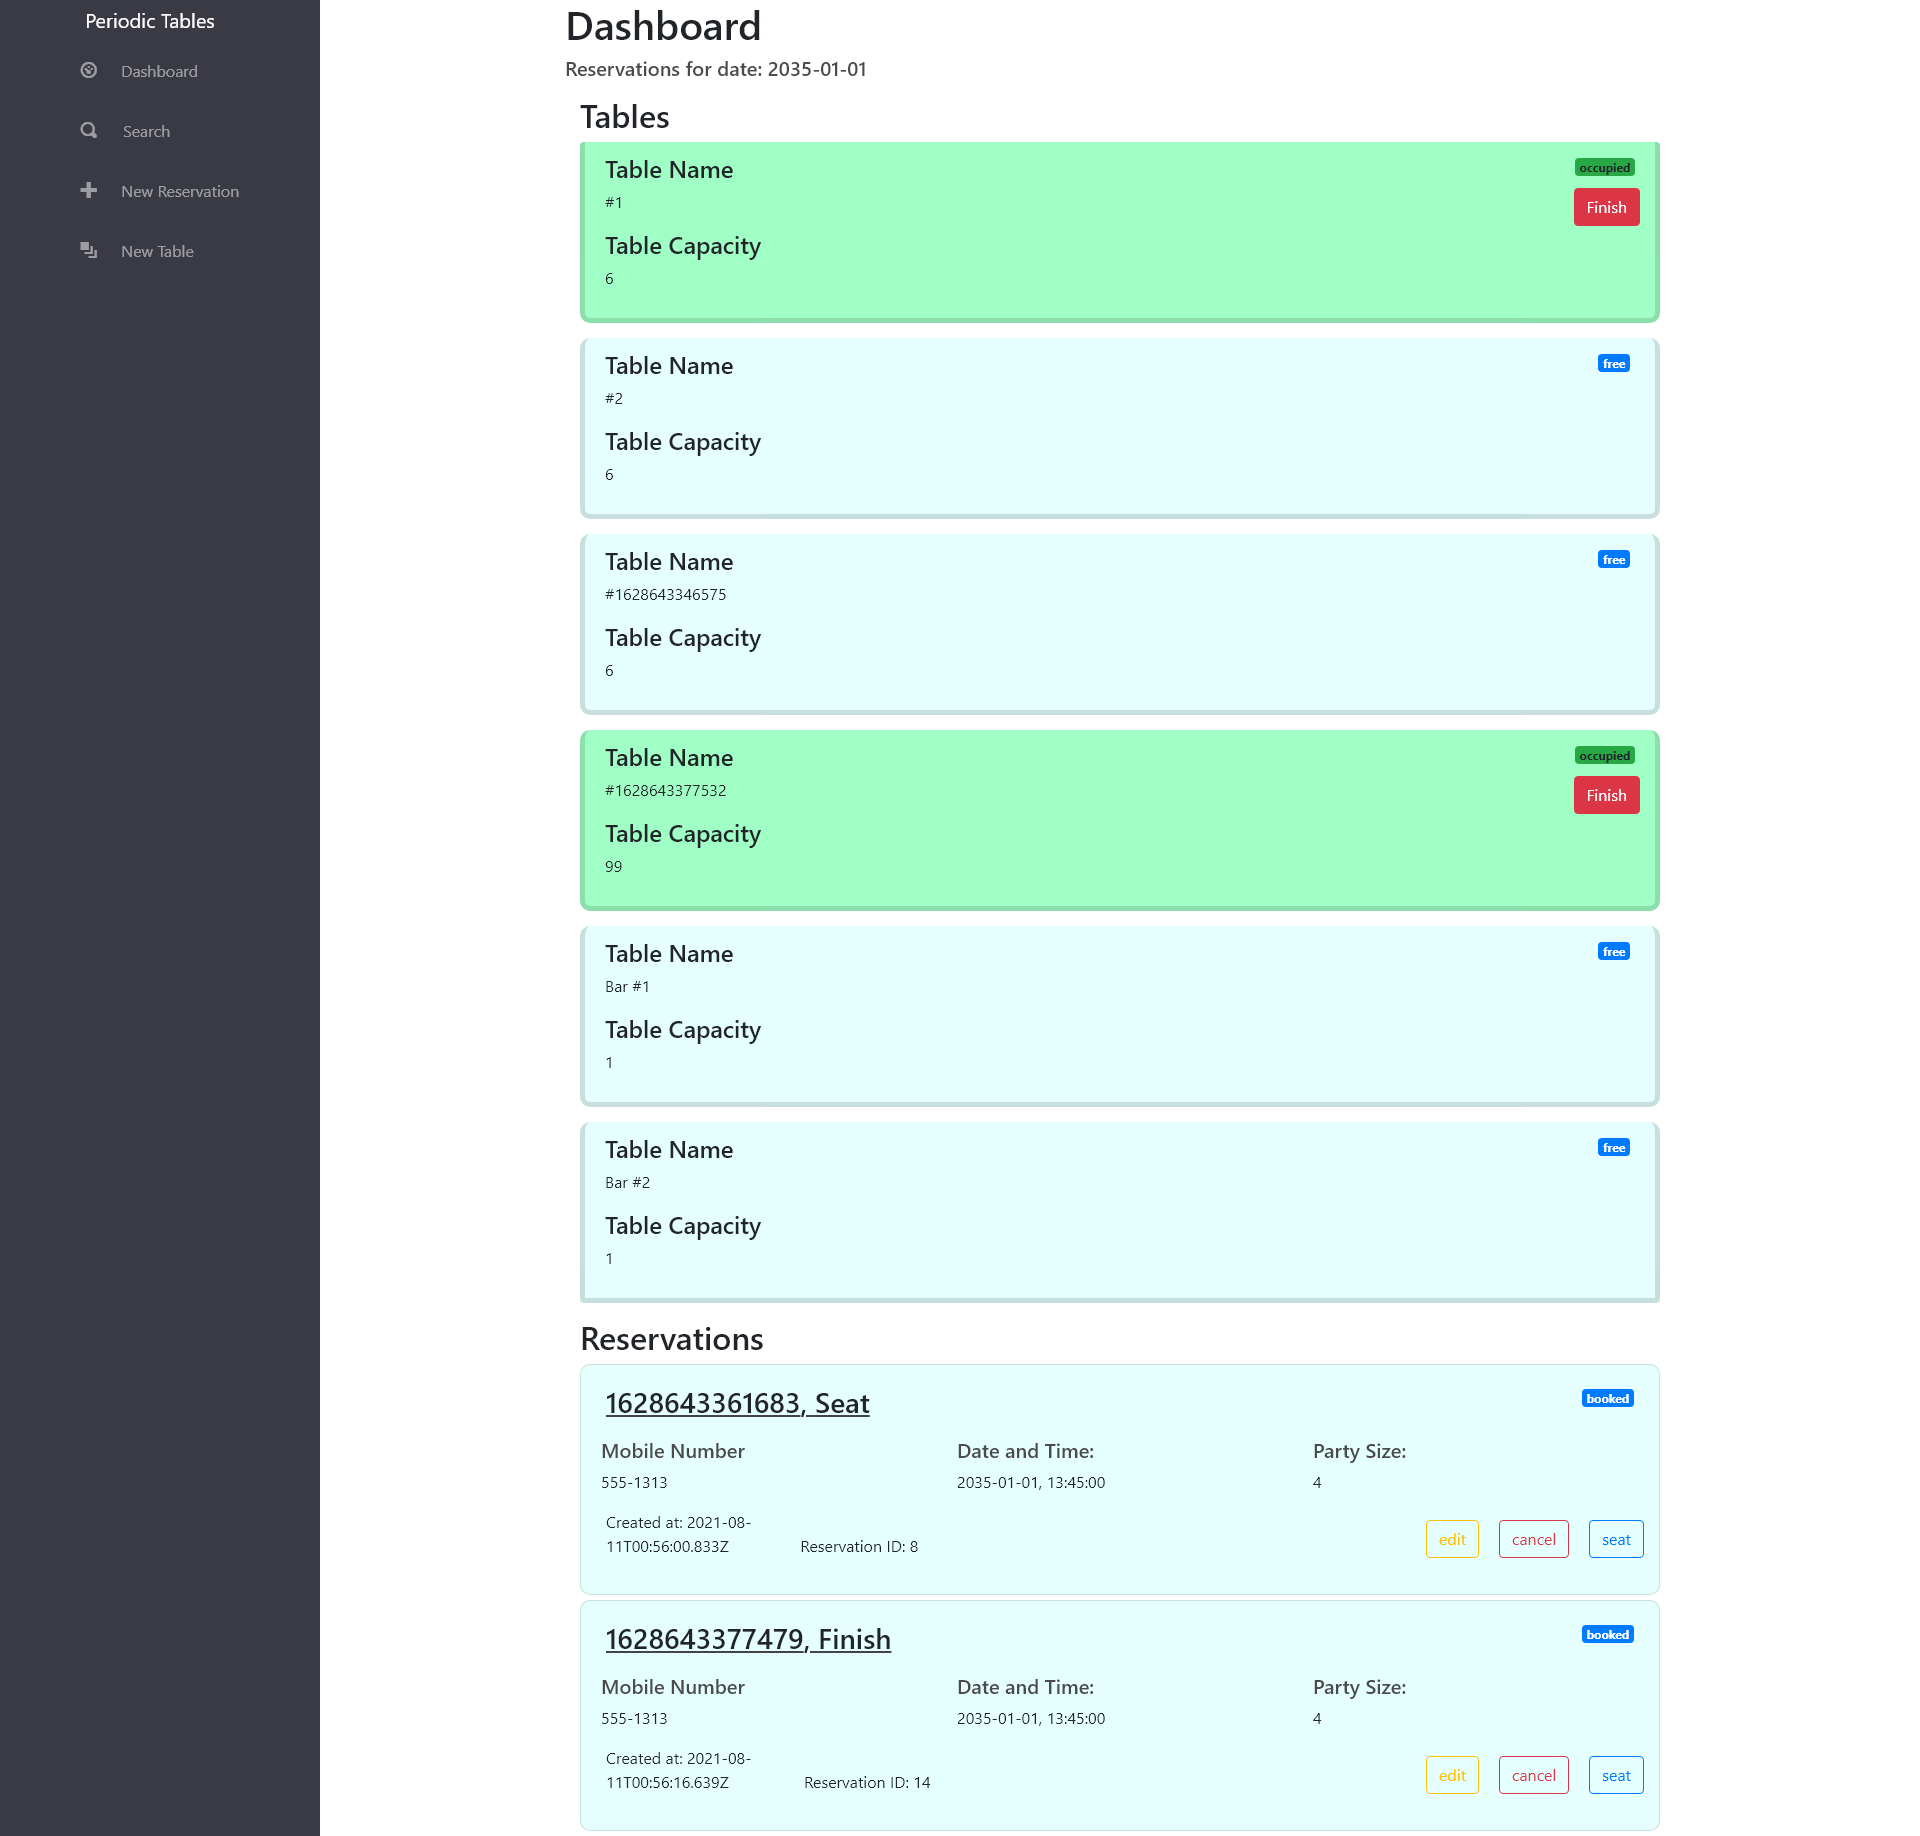 Periodic Tables
Dashboard
Search
New Reservation
New Table
Dashboard
Reservations for date: 2035-01-01
Tables
Table Name
occupied
#1
Finish
Table Capacity
6
Table Name
free
#2
Table Capacity
6
Table Name
free
#1628643346575
Table Capacity
6
Table Name
occupied
#1628643377532
Finish
Table Capacity
99
Table Name
free
Bar #1
Table Capacity
1
Table Name
free
Bar #2
Table Capacity
1
Reservations
1628643361683, Seat
booked
Mobile Number
555-1313
Date and Time:
2035-01-01, 13:45:00
Party Size:
4
Created at: 2021-08-
11T00:56:00.833Z
Reservation ID: 8
edit
cancel
seat
1628643377479, Finish
booked
Mobile Number
555-1313
Date and Time:
2035-01-01, 13:45:00
Party Size:
4
Created at: 2021-08-
11T00:56:16.639Z
Reservation ID: 14
edit
cancel
seat